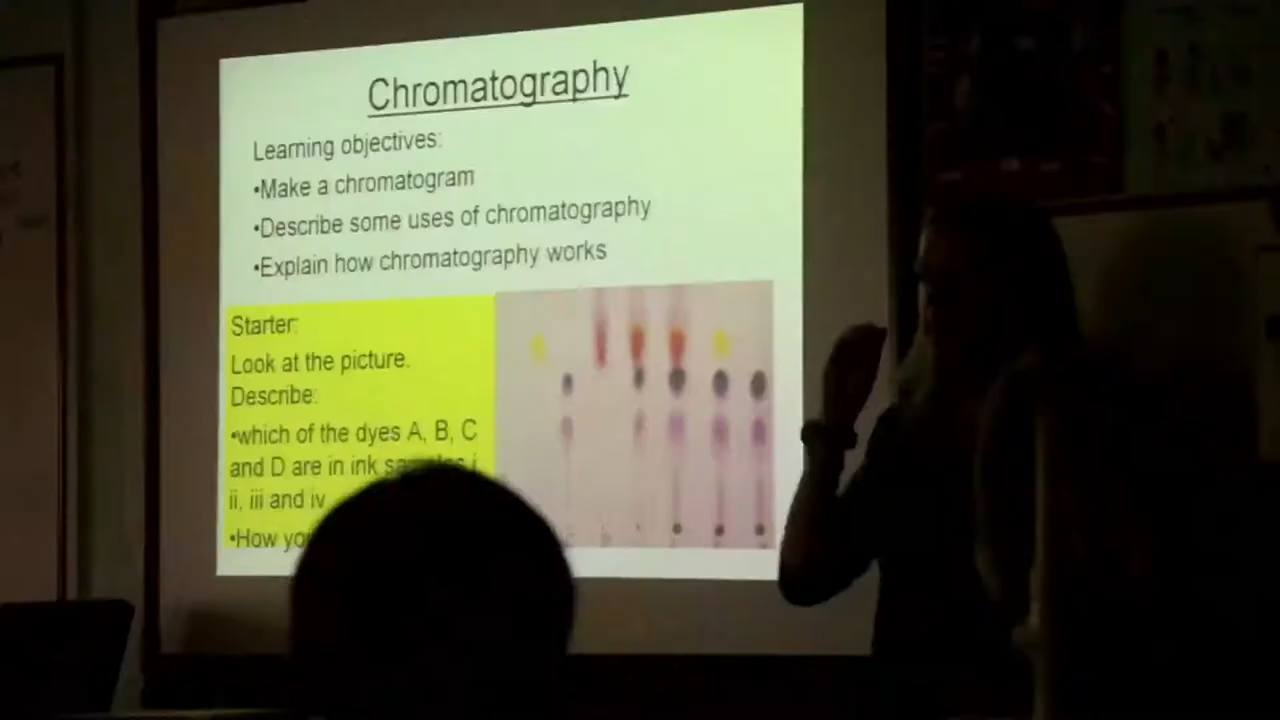 Chromatography
Learning objectives:
•Make a chromatogram
•Describe some uses of chromatography
•Explain how chromatography works
Starter:
Look at the picture.
Describe:
•which of the dyes A, B, C
and D are in ink
ii, iii and iv
•How